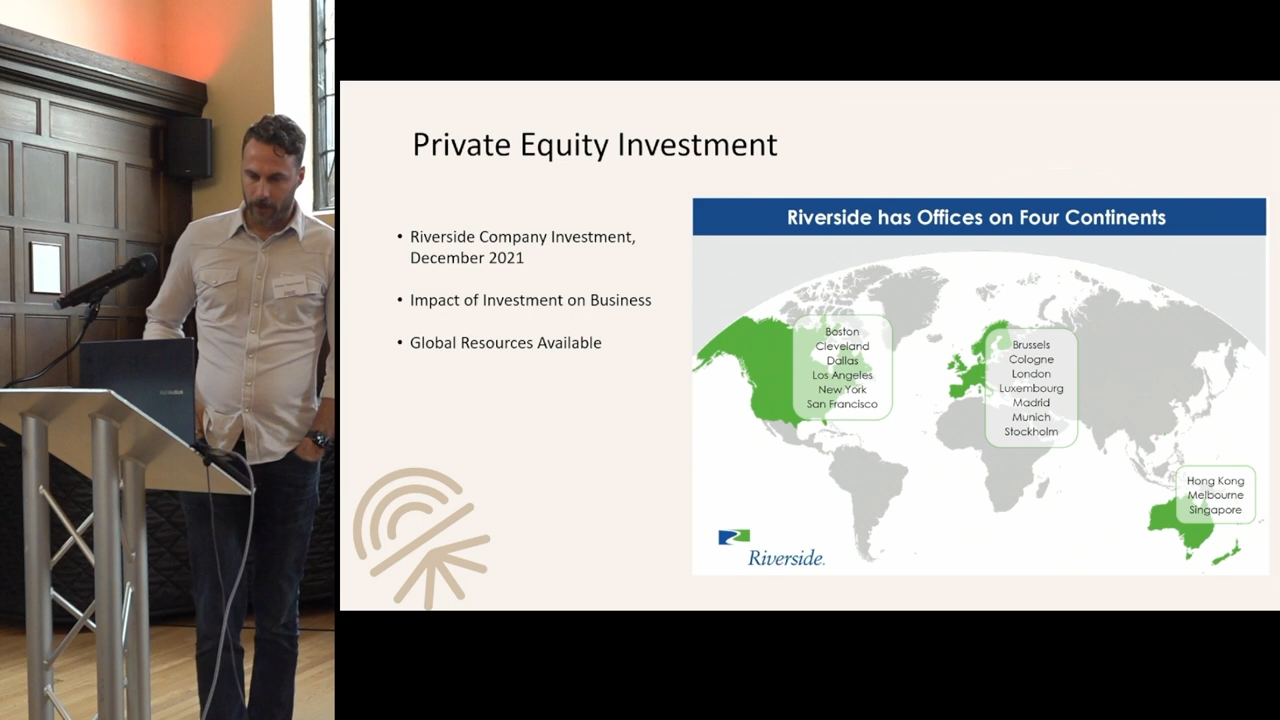 Private Equity Investment
• Riverside Company Investment,
December 2021
• Impact of Investment on Business
• Global Resources Available
Riverside has Offices on Four Continents
Boston
Cleveland
Dallas
Los Angeles
New York
San Francisco
Brussels
Cologne
London
Luxembourg
Madrid
Munich
Stockholm
Hong Kong
Melbourne
Singapore
Riverside.